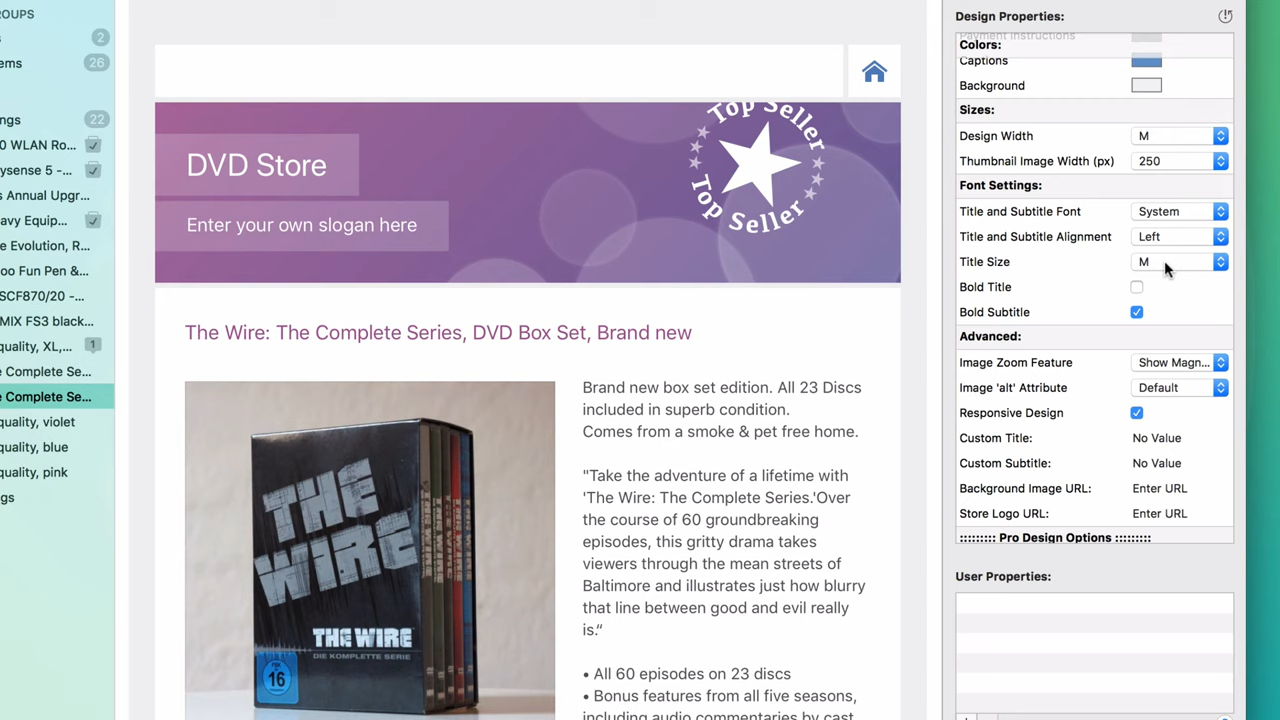 OUPS
2
ems
26
ngs
22
0 WLAN Ro...
ysense 5 -...
s Annual Upgr...
eavy Equip...
e Evolution, R...
oo Fun Pen &...
SCF870/20 -...
MIX FS3 black...
quality, XL,...
1
e Complete Se...
e Complete Se...
quality, violet
quality, blue
quality, pink
gs
Top Seller
Top Seller
DVD Store
Enter your own slogan here
The Wire: The Complete Series, DVD Box Set, Brand new
THE
WIRE
THE WIRE
DIE KOMPLETTE SERIE
16
Brand new box set edition. All 23 Discs
included in superb condition.
Comes from a smoke & pet free home.
"Take the adventure of a lifetime with
'The Wire: The Complete Series.'Over
the course of 60 groundbreaking
episodes, this gritty drama takes
viewers through the mean streets of
Baltimore and illustrates just how blurry
that line between good and evil really
is.“
• All 60 episodes on 23 discs
• Bonus features from all five seasons,
including audio commentaries by cast
Design Properties:
Payment Instructions
Colors:
Captions
Background
Sizes:
Design Width M
Thumbnail Image Width (px) 250
Font Settings:
Title and Subtitle Font System
Title and Subtitle Alignment Left
Title Size M
Bold Title
Bold Subtitle
Advanced:
Image Zoom Feature Show Magn...
Image 'alt' Attribute Default
Responsive Design
Custom Title: No Value
Custom Subtitle: No Value
Background Image URL: Enter URL
Store Logo URL: Enter URL
::::::::: Pro Design Options :::::::::
User Properties: